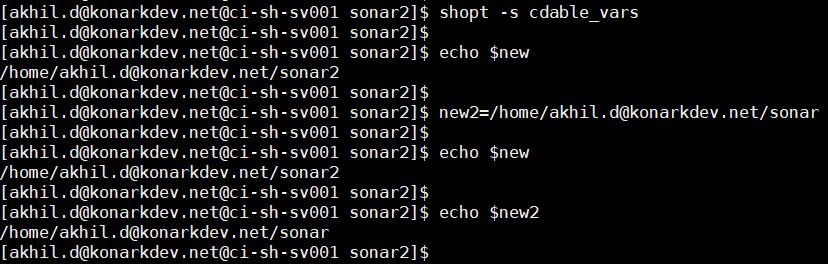 [akhil.d@konarkdev.net@ci-sh-sv001 sonar2]$ shopt -s cdable_vars
[akhil.d@konarkdev.net@ci-sh-sv001 sonar2]$
[akhil.d@konarkdev.net@ci-sh-sv001 sonar2]$ echo $new
/home/akhil.d@konarkdev.net/sonar2
[akhil.d@konarkdev.net@ci-sh-sv001 sonar2]$
[akhil.d@konarkdev.net@ci-sh-sv001 sonar2]$ new2=/home/akhil.d@konarkdev.net/sonar
[akhil.d@konarkdev.net@ci-sh-sv001 sonar2]$
[akhil.d@konarkdev.net@ci-sh-sv001 sonar2]$ echo $new
/home/akhil.d@konarkdev.net/sonar2
[akhil.d@konarkdev.net@ci-sh-sv001 sonar2]$
[akhil.d@konarkdev.net@ci-sh-sv001 sonar2]$ echo $new2
/home/akhil.d@konarkdev.net/sonar
[akhil.d@konarkdev.net@ci-sh-sv001 sonar2]$